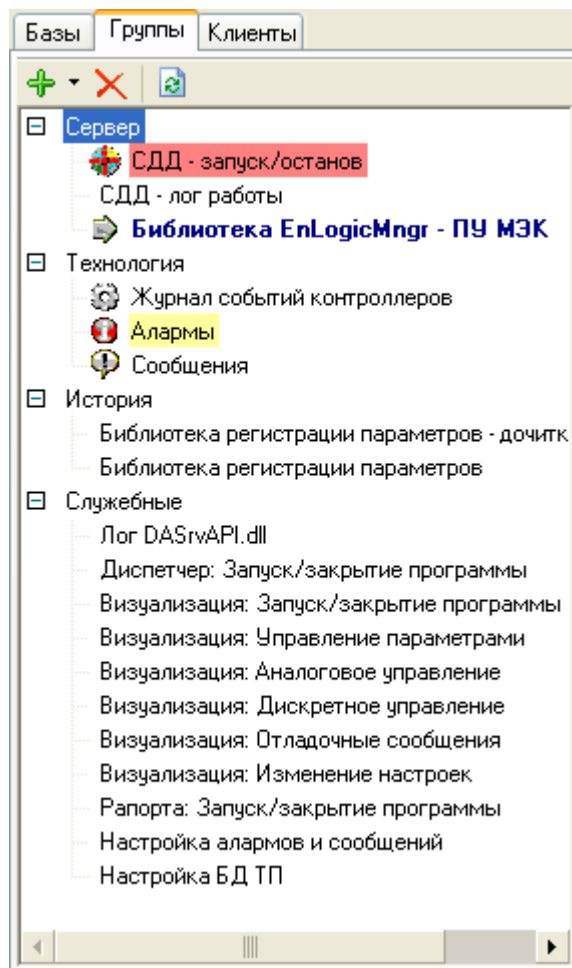 Базы Группы Клиенты
Сервер
СДД - запуск/останов
СДД - лог работы
Библиотека EnLogicMngr - ПУ МЭК
Технология
Журнал событий контроллеров
Алармы
Сообщения
История
Библиотека регистрации параметров - дочитк
Библиотека регистрации параметров
Служебные
Лог DASrvAPI.dll
Диспетчер: Запуск/закрытие программы
Визуализация: Запуск/закрытие программы
Визуализация: Управление параметрами
Визуализация: Аналоговое управление
Визуализация: Дискретное управление
Визуализация: Отладочные сообщения
Визуализация: Изменение настроек
Рапорта: Запуск/закрытие программы
Настройка алармов и сообщений
Настройка БД ТП